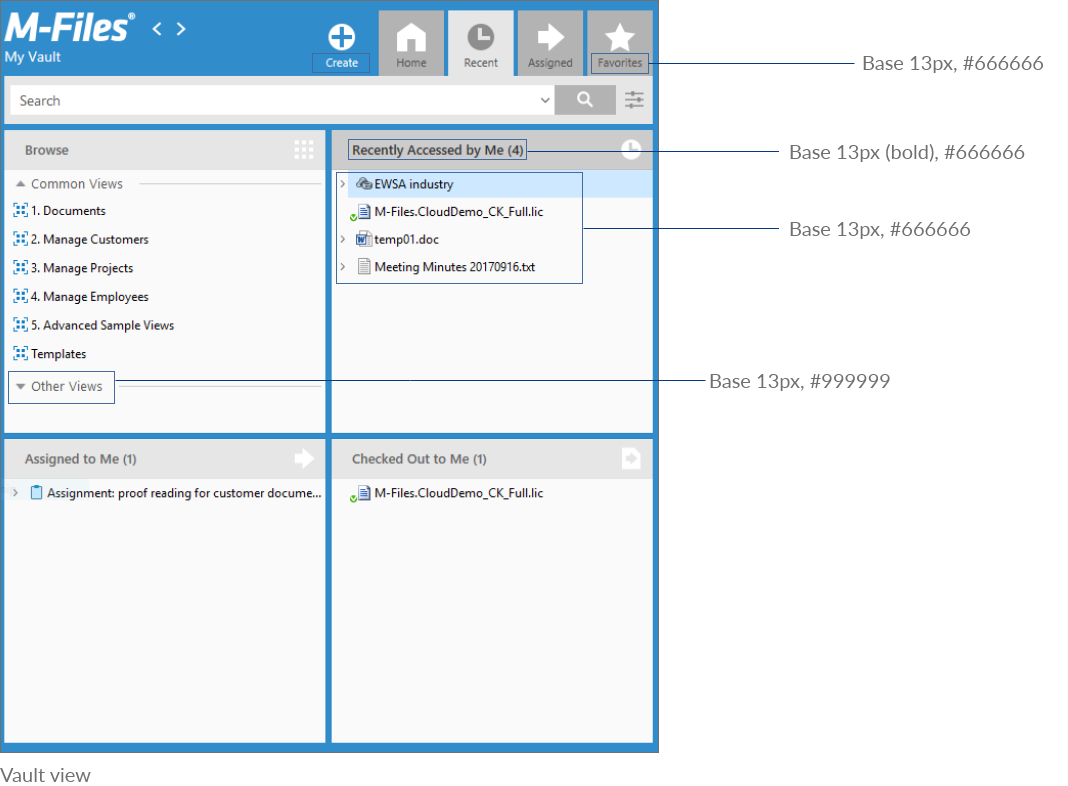 M-Files®
My Vault
Create
Home
Recent
Assigned
Favorites
Base 13px, #666666
Search
Browse
Recently Accessed by Me (4)
Base 13px (bold), #666666
Common Views
1. Documents
2. Manage Customers
3. Manage Projects
4. Manage Employees
5. Advanced Sample Views
Templates
Other Views
EWSA industry
M-Files.CloudDemo_CK_Full.lic
temp01.doc
Meeting Minutes 20170916.txt
Base 13px, #666666
Base 13px, #999999
Assigned to Me (1)
Assignment: proof reading for customer docume...
Checked Out to Me (1)
M-Files.CloudDemo_CK_Full.lic
Vault view